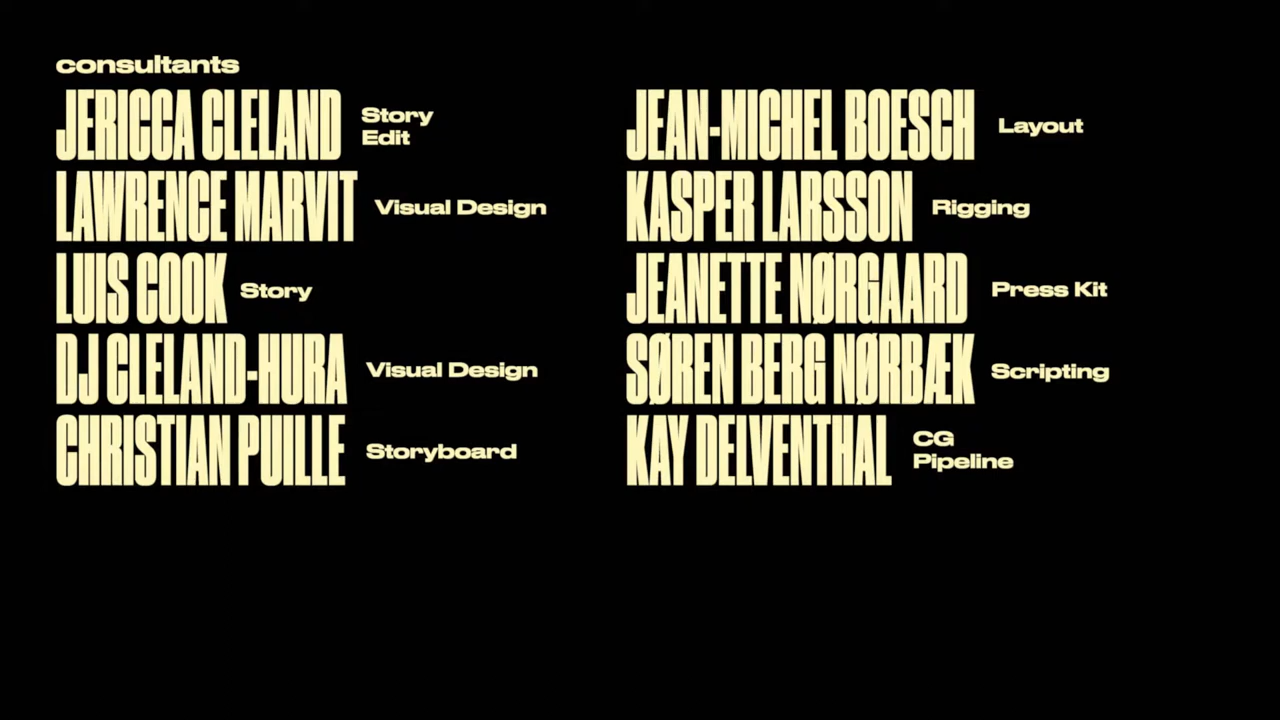 consultants
JERICCA CLELAND Story Edit
LAWRENCE MARVIT Visual Design
LUIS COOK Story
DJ CLELAND-HURA Visual Design
CHRISTIAN PUILLE Storyboard
JEAN-MICHEL BOESCH Layout
KASPER LARSSON Rigging
JEANETTE NØRGAARD Press Kit
SØREN BERG NØRBÆK Scripting
KAY DELVENTHAL CG Pipeline